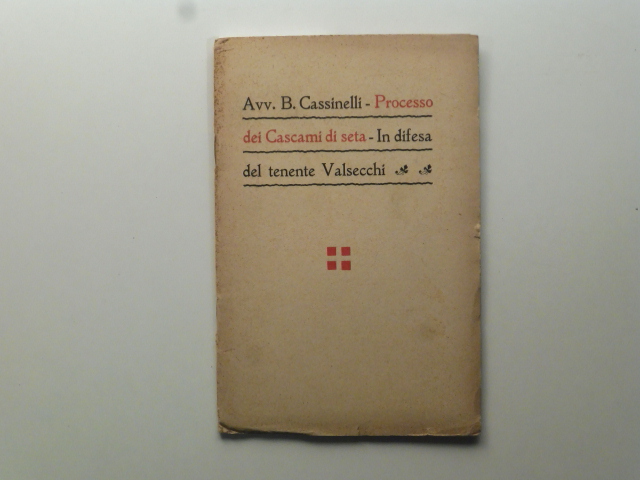 Avv. B. Cassinelli - Processo
dei Cascami di seta - In difesa
del tenente Valsecchi